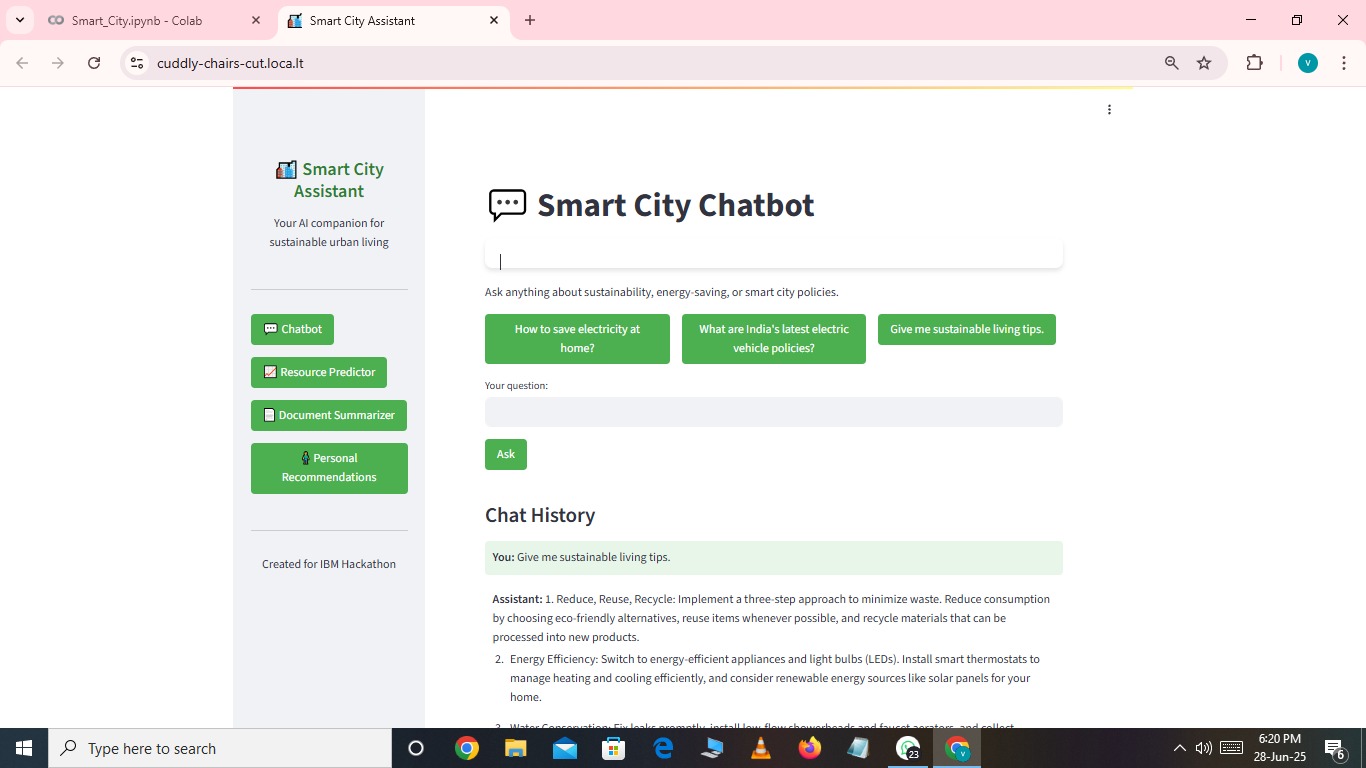 Smart_City.ipynb - Colab
Smart City Assistant
cuddly-chairs-cut.loca.lt
V
Smart City
Assistant
Your AI companion for
sustainable urban living
Chatbot
Resource Predictor
Document Summarizer
Personal
Recommendations
Created for IBM Hackathon
Smart City Chatbot
Ask anything about sustainability, energy-saving, or smart city policies.
How to save electricity at
home?
What are India's latest electric
vehicle policies?
Give me sustainable living tips.
Your question:
Ask
Chat History
You: Give me sustainable living tips.
Assistant: 1. Reduce, Reuse, Recycle: Implement a three-step approach to minimize waste. Reduce consumption
by choosing eco-friendly alternatives, reuse items whenever possible, and recycle materials that can be
processed into new products.
2. Energy Efficiency: Switch to energy-efficient appliances and light bulbs (LEDs). Install smart thermostats to
manage heating and cooling efficiently, and consider renewable energy sources like solar panels for your
home.
3. Water Conservation: Fix leaks promptly, install low-flow showerheads and faucet aerators, and collect
Type here to search
23
6:20 PM
28-Jun-25
6